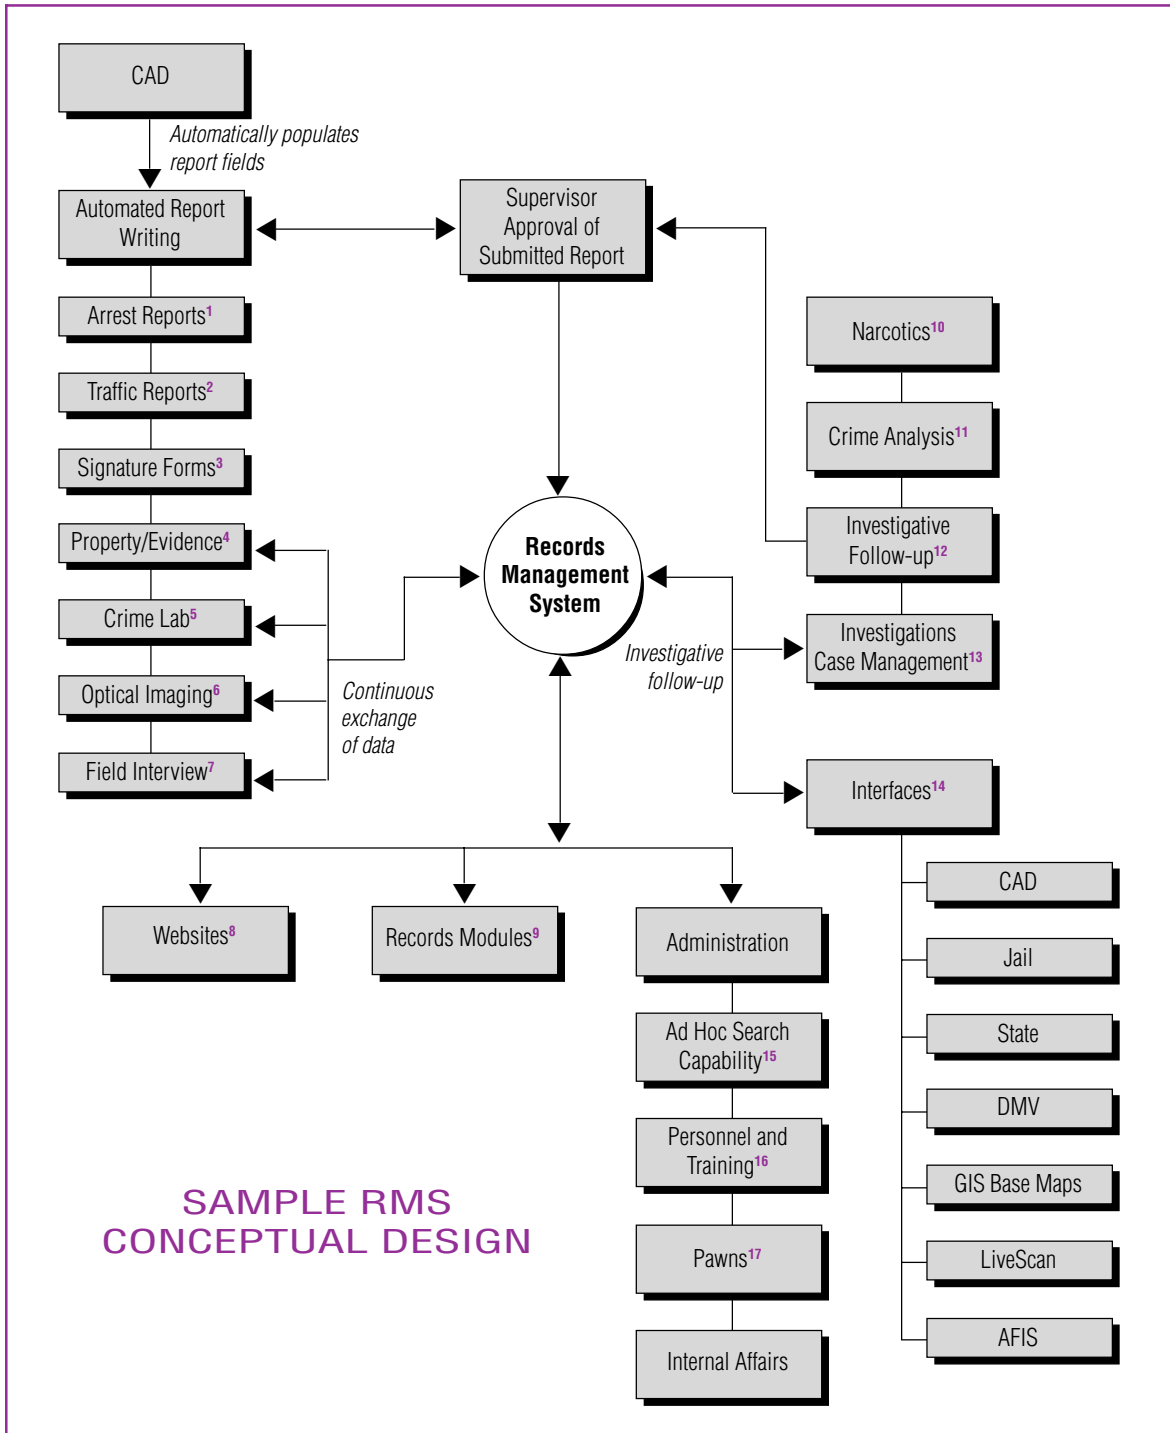 CAD
Automatically populates
report fields
Automated Report
Writing
Supervisor
Approval of
Submitted Report
Arrest Reports1
Traffic Reports2
Signature Forms3
Property/Evidence4
Crime Lab5
Optical Imaging6
Field Interview7
Continuous
exchange
of data
Records
Management
System
Investigative
follow-up
Narcotics10
Crime Analysis11
Investigative
Follow-up12
Investigations
Case Management13
Interfaces14
CAD
Jail
State
DMV
GIS Base Maps
LiveScan
AFIS
Websites8
Records Modules9
Administration
Ad Hoc Search
Capability15
Personnel and
Training16
Pawns17
Internal Affairs
SAMPLE RMS
CONCEPTUAL DESIGN